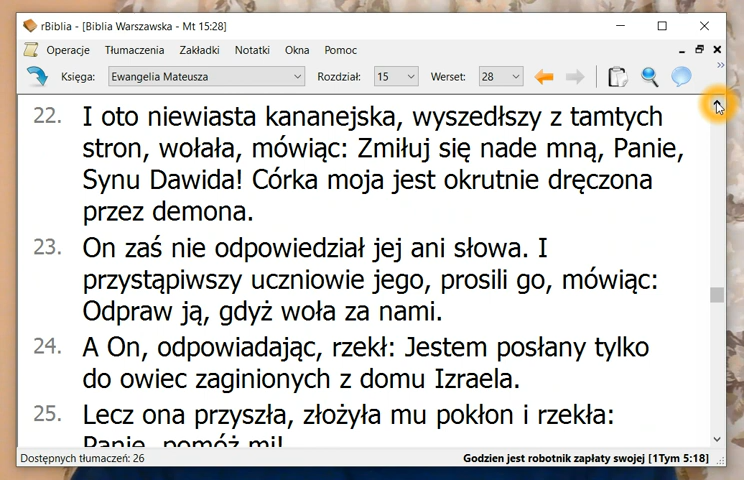 rBiblia - [Biblia Warszawska - Mt 15:28]
Operacje Tłumaczenia Zakładki Notatki Okna Pomoc
Księga: Ewangelia Mateusza Rozdział: 15 Werset: 28
22. I oto niewiasta kananejska, wyszedłszy z tamtych
stron, wołała, mówiąc: Zmiłuj się nade mną, Panie,
Synu Dawida! Córka moja jest okrutnie dręczona
przez demona.
23. On zaś nie odpowiedział jej ani słowa. I
przystąpiwszy uczniowie jego, prosili go, mówiąc:
Odpraw ją, gdyż woła za nami.
24. A On, odpowiadając, rzekł: Jestem posłany tylko
do owiec zaginionych z domu Izraela.
25. Lecz ona przyszła, złożyła mu pokłon i rzekła:
Panie, pomóż mi!
Dostępnych tłumaczeń: 26 Godzien jest robotnik zapłaty swojej [1Tym 5:18]